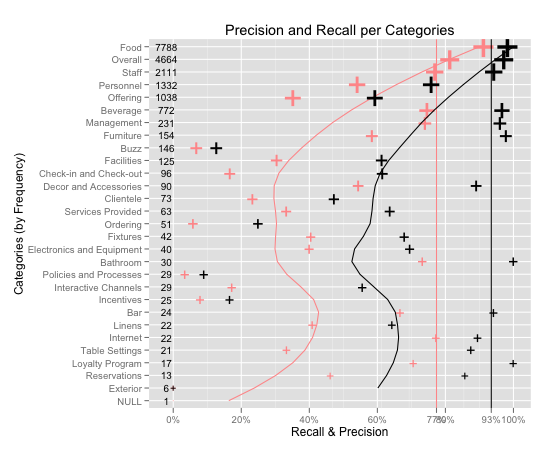 Precision and Recall per Categories
Categories (by Frequency)
Food 7788
Overall 4664
Staff 2111
Personnel 1332
Offering 1038
Beverage 772
Management 231
Furniture 154
Buzz 146
Facilities 125
Check-in and Check-out 96
Decor and Accessories 90
Clientele 73
Services Provided 63
Ordering 51
Fixtures 42
Electronics and Equipment 40
Bathroom 30
Policies and Processes 29
Interactive Channels 29
Incentives 25
Bar 24
Linens 22
Internet 22
Table Settings 21
Loyalty Program 17
Reservations 13
Exterior 6
NULL 1
0% 20% 40% 60% 77% 80% 93% 100%
Recall & Precision